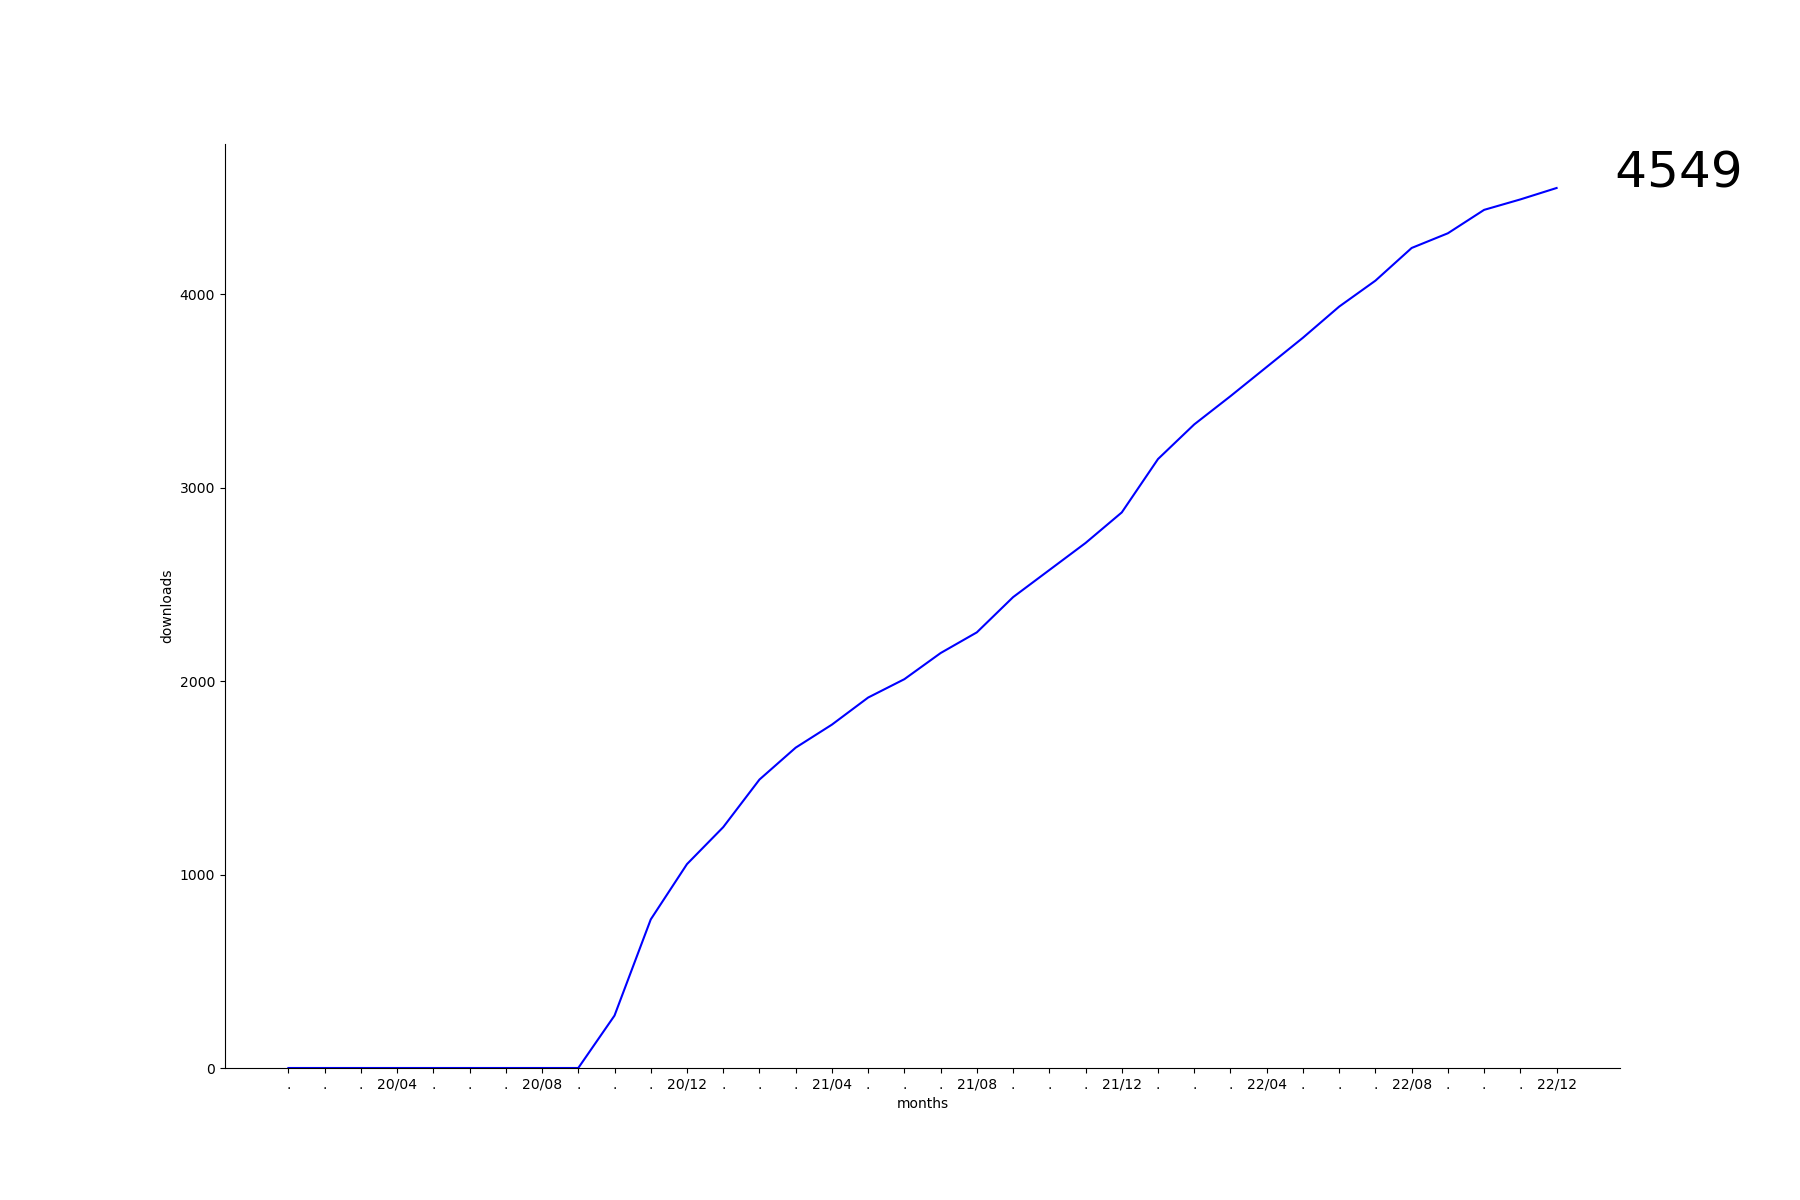 4549
4000
3000
2000
1000
0
downloads
. . . 20/04 . . . 20/08 . . . 20/12 . . . 21/04 . . . 21/08 . . . 21/12 . . . 22/04 . . . 22/08 . . . 22/12
months